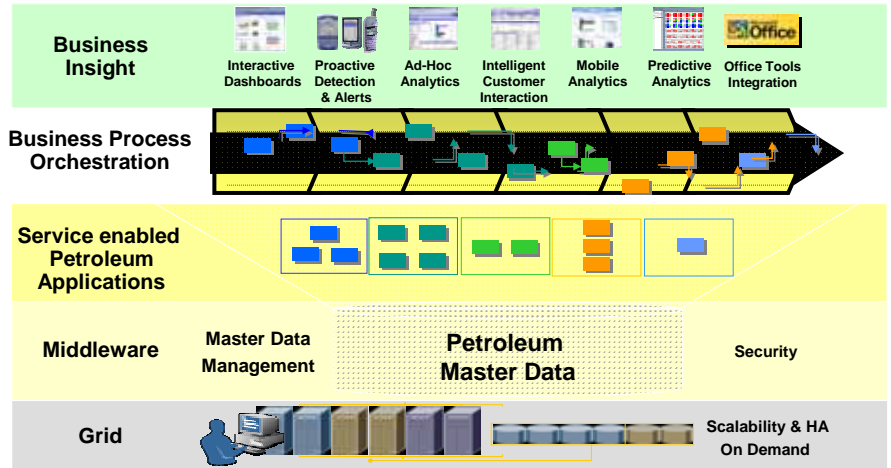 Business
Insight
Interactive
Dashboards
Proactive
Detection
& Alerts
Ad-Hoc
Analytics
Intelligent
Customer
Interaction
Mobile
Analytics
Predictive
Analytics
Office
Office Tools
Integration
Business Process
Orchestration
Service enabled
Petroleum
Applications
Middleware
Master Data
Management
Petroleum
Master Data
Security
Grid
Scalability & HA
On Demand